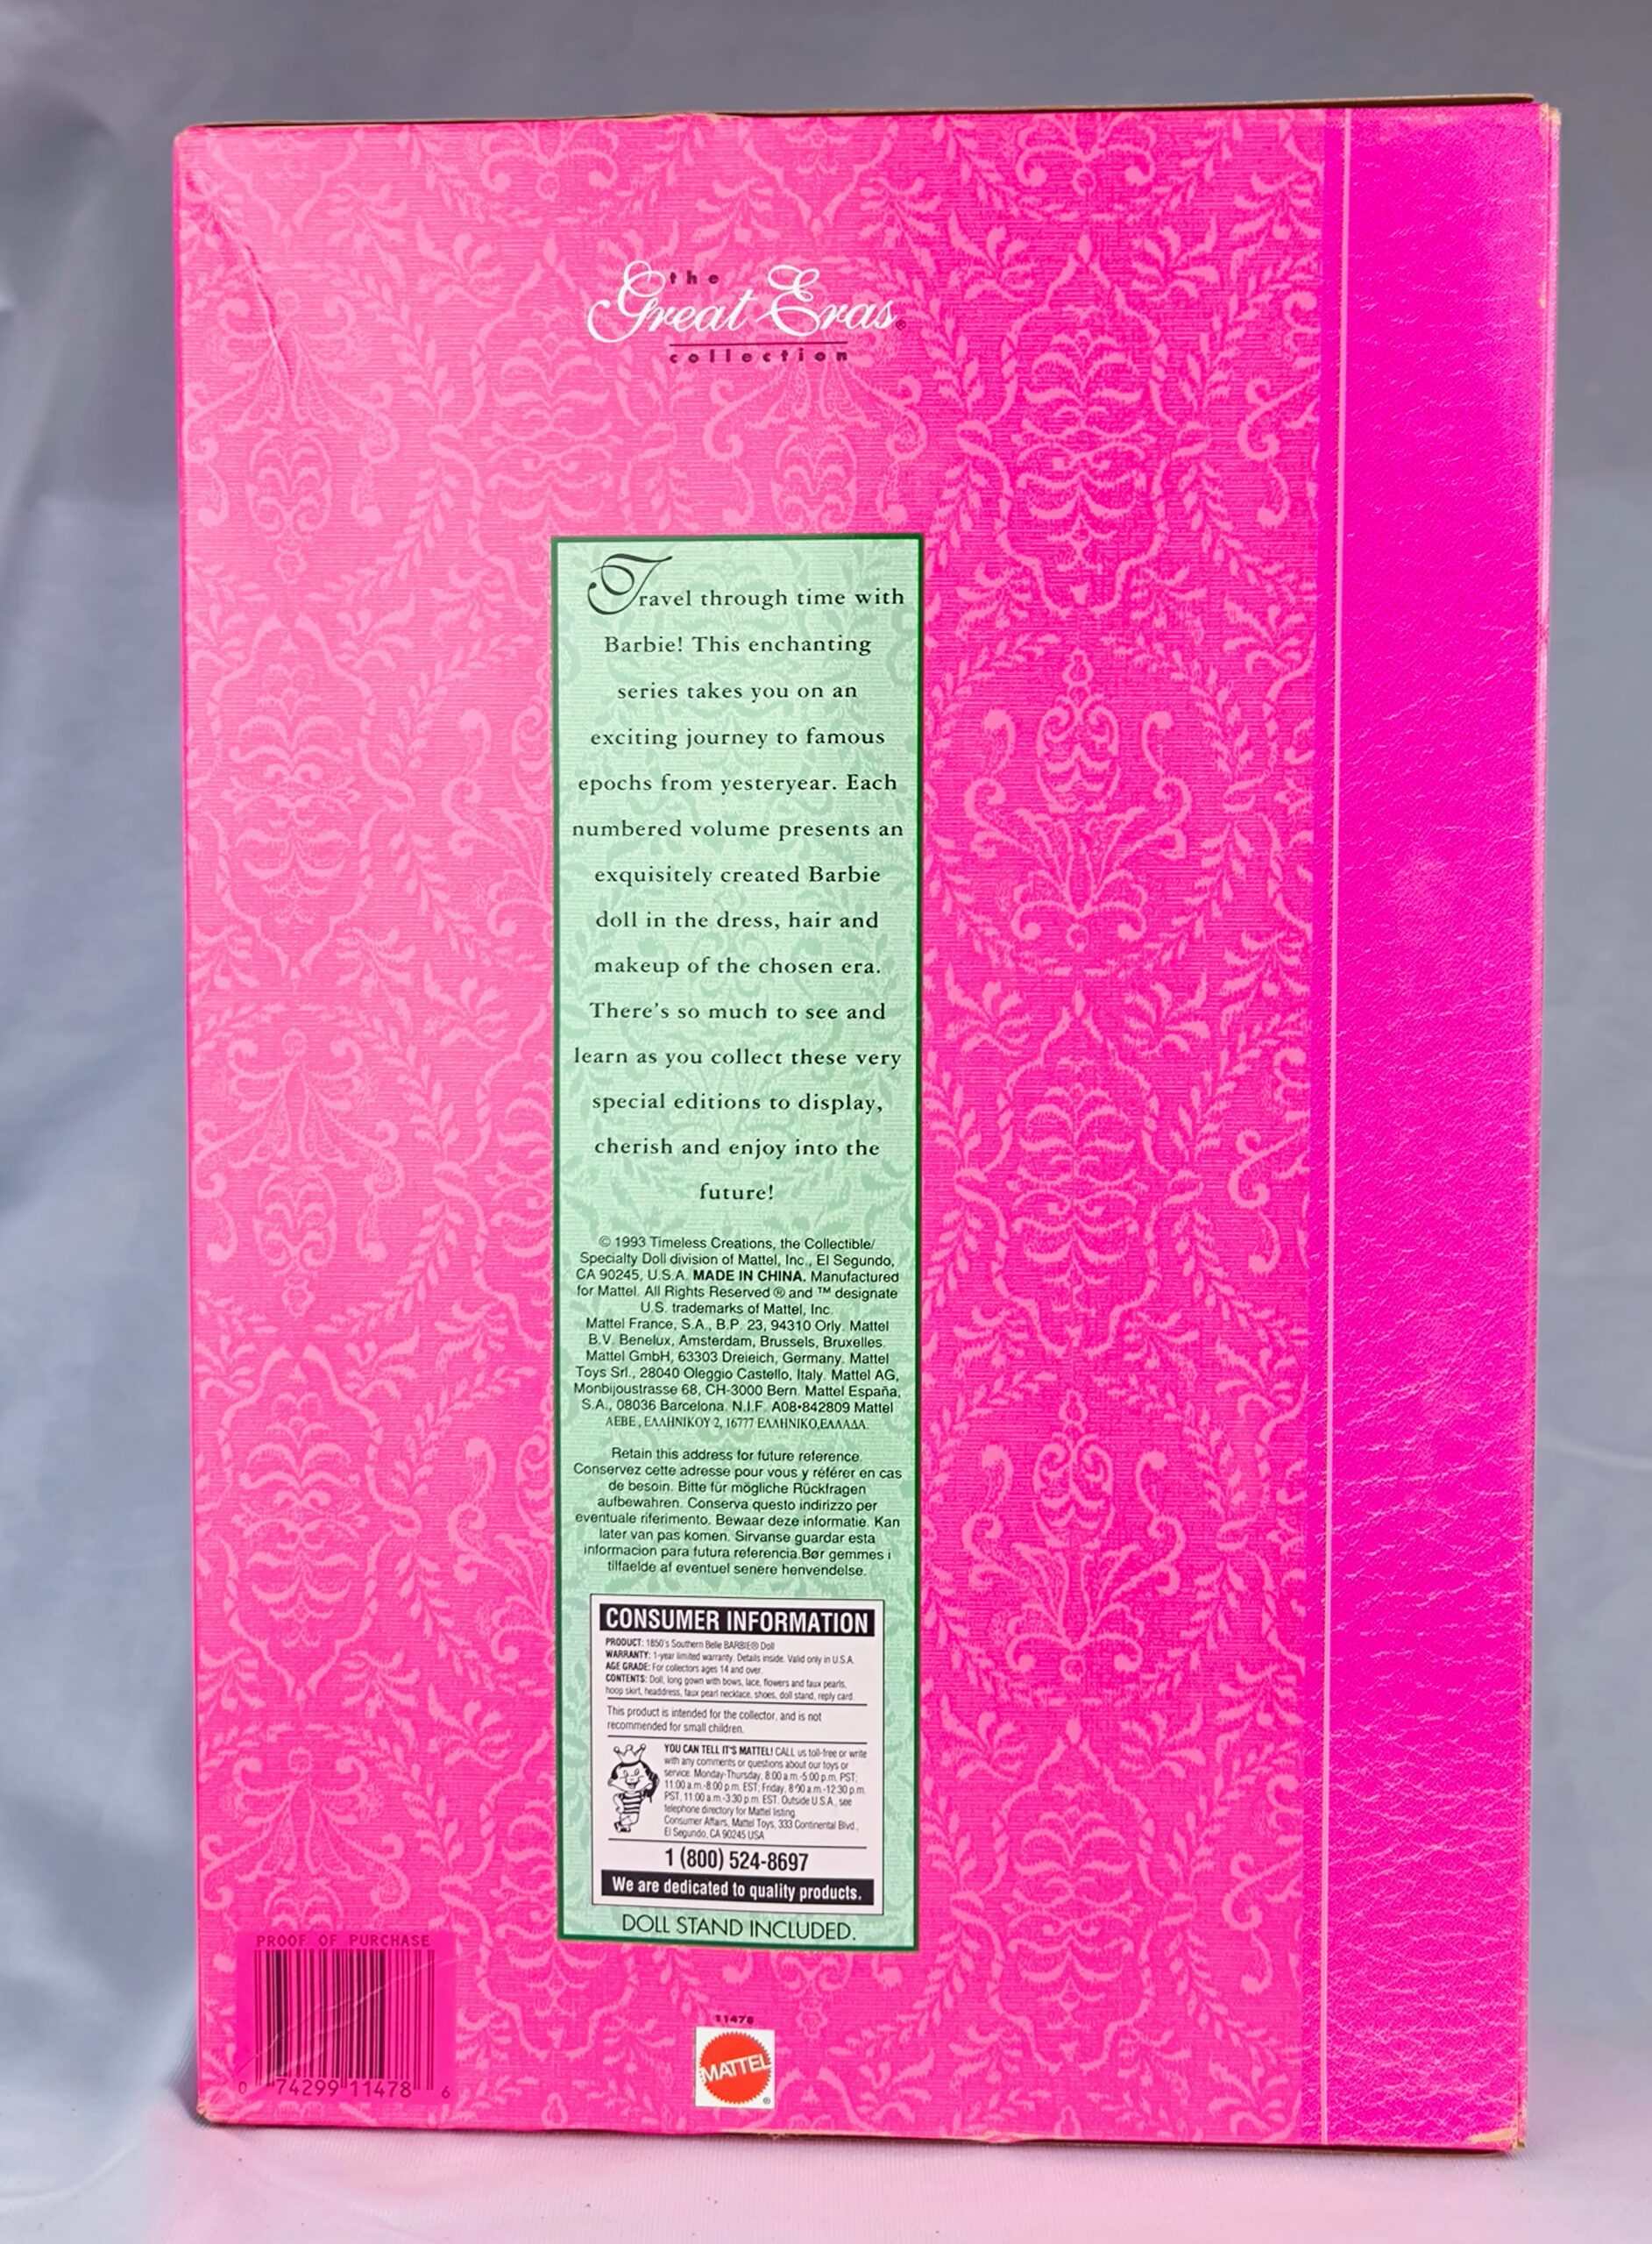 the
Great Eras®
collection
Travel through time with
Barbie! This enchanting
series takes you on an
exciting journey to famous
epochs from yesteryear. Each
numbered volume presents an
exquisitely created Barbie
doll in the dress, hair and
makeup of the chosen era.
There's so much to see and
learn as you collect these very
special editions to display,
cherish and enjoy into the
future!
© 1993 Timeless Creations, the Collectible/
Specialty Doll division of Mattel, Inc., El Segundo,
CA 90245, U.S.A. MADE IN CHINA. Manufactured
for Mattel. All Rights Reserved ® and ™ designate
U.S. trademarks of Mattel, Inc.
Mattel France, S.A., B.P. 23, 94310 Orly. Mattel
B.V. Benelux, Amsterdam, Brussels, Bruxelles.
Mattel GmbH, 63303 Dreieich, Germany. Mattel
Toys Srl., 28040 Oleggio Castello, Italy. Mattel AG,
Monbijoustrasse 68, CH-3000 Bern. Mattel España,
S.A., 08036 Barcelona. N.I.F. A08•842809 Mattel
AEBE, ΕΛΛΗΝΙΚΟΥ 2, 16777 ΕΛΛΗΝΙΚΟ,ΕΛΛΑΔΑ.
Retain this address for future reference.
Conservez cette adresse pour vous y référer en cas
de besoin. Bitte für mögliche Rückfragen
aufbewahren. Conserva questo indirizzo per
eventuale riferimento. Bewaar deze informatie. Kan
later van pas komen. Sirvanse guardar esta
informacion para futura referencia.Bør gemmes i
tilfaelde af eventuel senere henvendelse.
CONSUMER INFORMATION
PRODUCT: 1850's Southern Belle BARBIE® Doll
WARRANTY: 1-year limited warranty. Details inside. Valid only in U.S.A.
AGE GRADE: For collectors ages 14 and over.
CONTENTS: Doll, long gown with bows, lace, flowers and faux pearls,
hoop skirt, headdress, faux pearl necklace, shoes, doll stand, reply card.
This product is intended for the collector, and is not
recommended for small children.
YOU CAN TELL IT'S MATTEL! CALL us toll-free or write
with any comments or questions about our toys or
service. Monday-Thursday, 8:00 a.m.-5:00 p.m. PST;
11:00 a.m.-8:00 p.m. EST; Friday, 8:00 a.m.-12:30 p.m.
PST, 11:00 a.m.-3:30 p.m. EST. Outside U.S.A., see
telephone directory for Mattel listing.
Consumer Affairs, Mattel Toys, 333 Continental Blvd.,
El Segundo, CA 90245 USA
1 (800) 524-8697
We are dedicated to quality products.
DOLL STAND INCLUDED.
PROOF OF PURCHASE
0 74299 11478 6
11478
MATTEL®